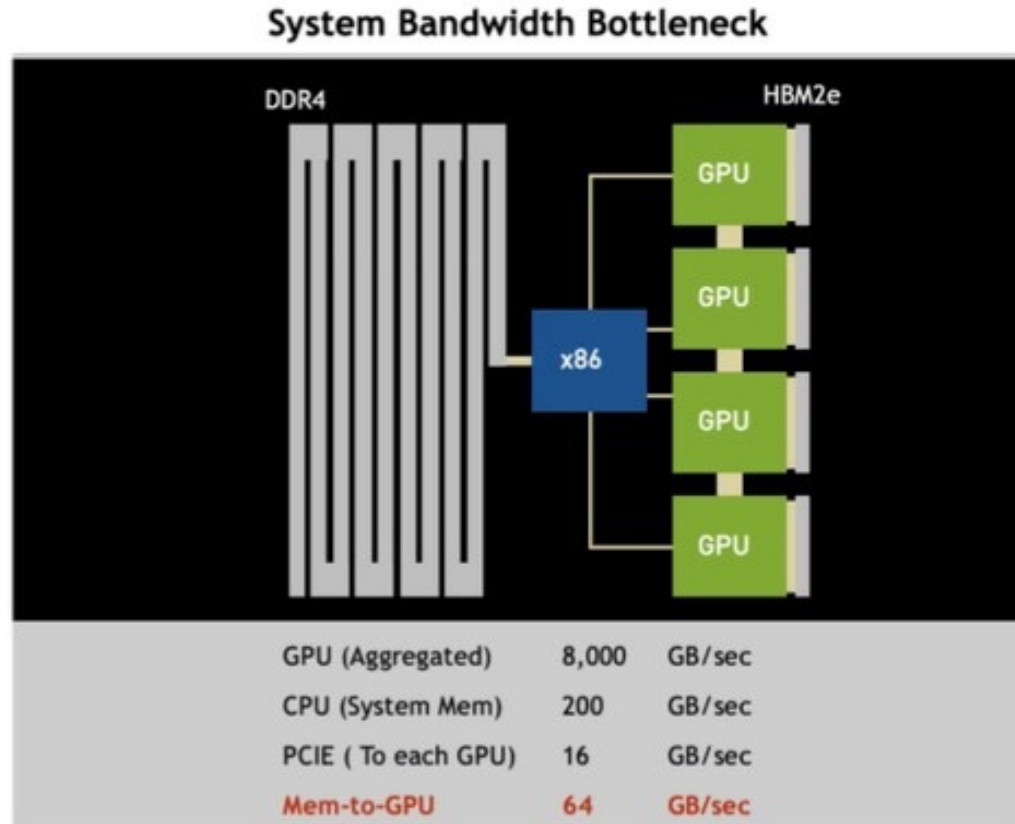 System Bandwidth Bottleneck
DDR4
HBM2e
GPU
GPU
x86
GPU
GPU
GPU (Aggregated) 8,000 GB/sec
CPU (System Mem) 200 GB/sec
PCIE ( To each GPU) 16 GB/sec
Mem-to-GPU 64 GB/sec